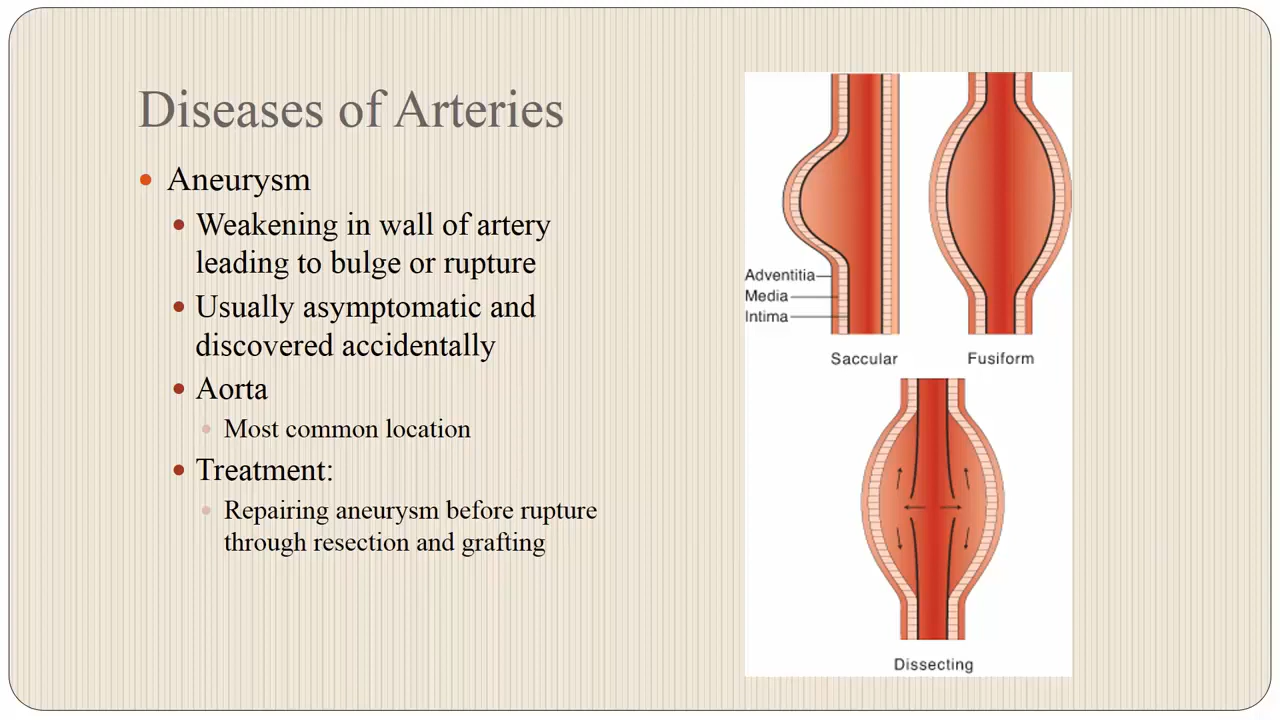 Diseases of Arteries
Aneurysm
Weakening in wall of artery
leading to bulge or rupture
Usually asymptomatic and
discovered accidentally
Aorta
Most common location
Treatment:
Repairing aneurysm before rupture
through resection and grafting
Adventitia
Media
Intima
Saccular
Fusiform
Dissecting